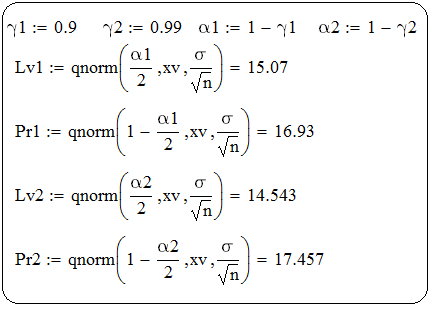 γ1 := 0.9 γ2 := 0.99 α1 := 1 − γ1 α2 := 1 − γ2
Lv1 := qnorm(α1/2 ,xv, σ/√n) = 15.07
Pr1 := qnorm(1 − α1/2 ,xv, σ/√n) = 16.93
Lv2 := qnorm(α2/2 ,xv, σ/√n) = 14.543
Pr2 := qnorm(1 − α2/2 ,xv, σ/√n) = 17.457